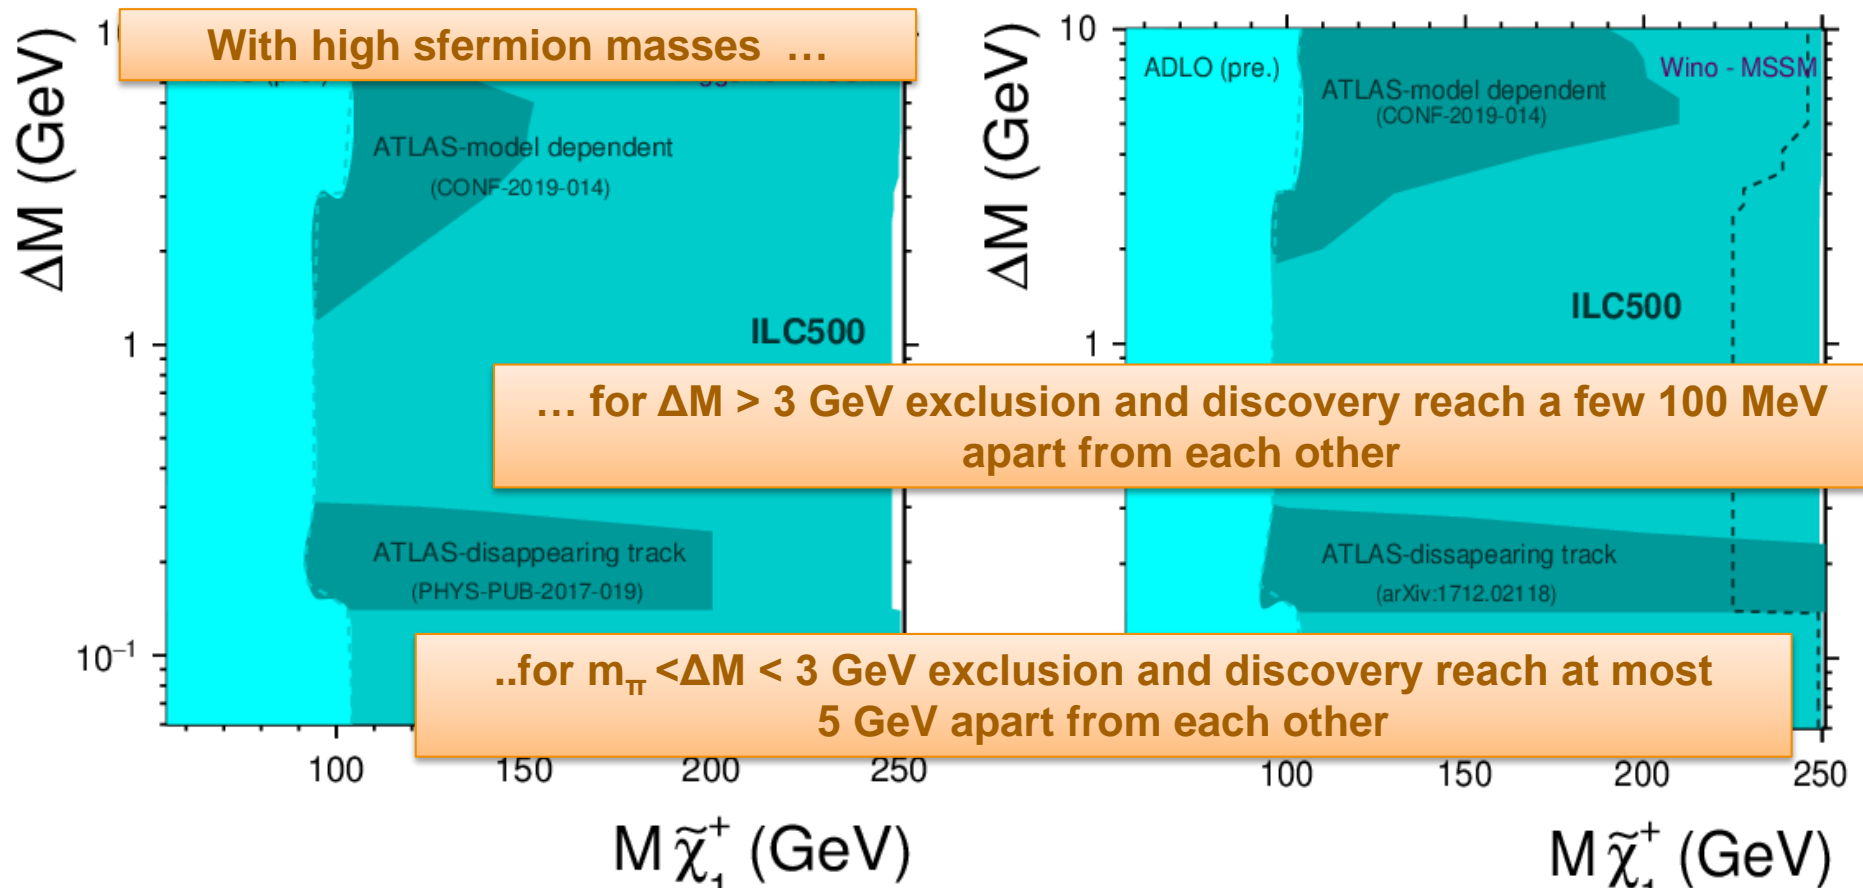 With high sfermion masses …
ΔM (GeV)
ATLAS-model dependent
(CONF-2019-014)
ILC500
1
ATLAS-disappearing track
(PHYS-PUB-2017-019)
10⁻¹
100 150 200 250
M χ̃₁⁺ (GeV)
ΔM (GeV)
10
ADLO (pre.)
Wino - MSSM
ATLAS-model dependent
(CONF-2019-014)
ILC500
1
… for ΔM > 3 GeV exclusion and discovery reach a few 100 MeV
apart from each other
ATLAS-dissapearing track
(arXiv:1712.02118)
..for mπ <ΔM < 3 GeV exclusion and discovery reach at most
5 GeV apart from each other
100 150 200 250
M χ̃₁⁺ (GeV)